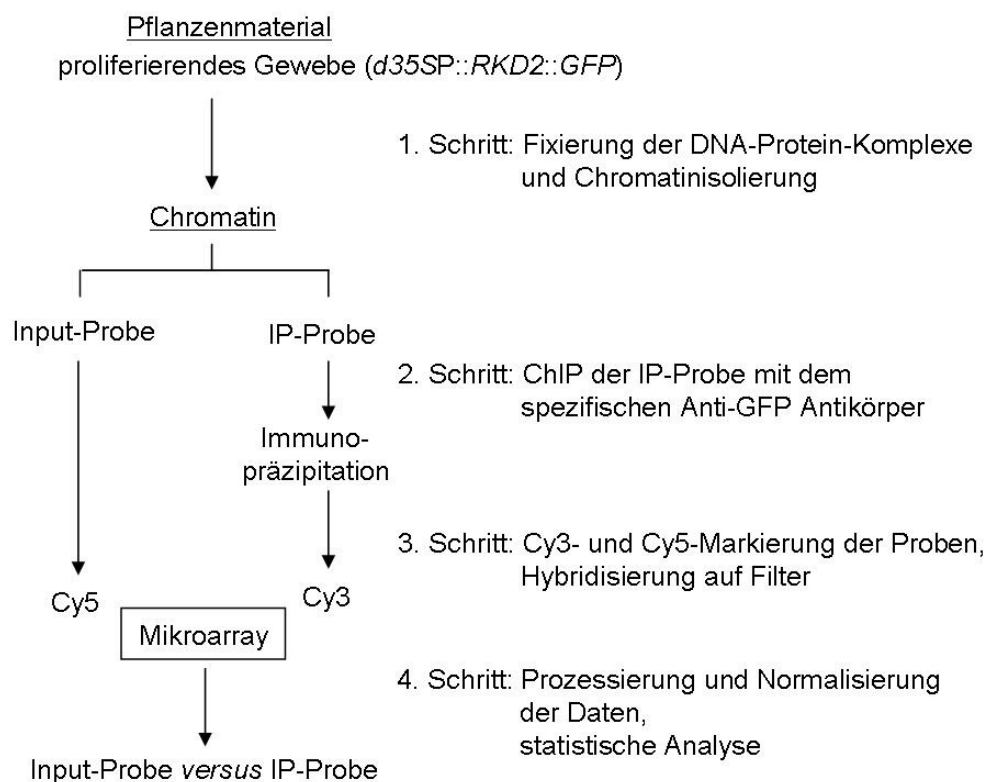 Pflanzenmaterial
proliferierendes Gewebe (d35SP::RKD2::GFP)
1. Schritt: Fixierung der DNA-Protein-Komplexe
und Chromatinisolierung
Chromatin
Input-Probe
IP-Probe
2. Schritt: ChIP der IP-Probe mit dem
spezifischen Anti-GFP Antikörper
Immuno-
präzipitation
3. Schritt: Cy3- und Cy5-Markierung der Proben,
Hybridisierung auf Filter
Cy5
Cy3
Mikroarray
4. Schritt: Prozessierung und Normalisierung
der Daten,
statistische Analyse
Input-Probe versus IP-Probe